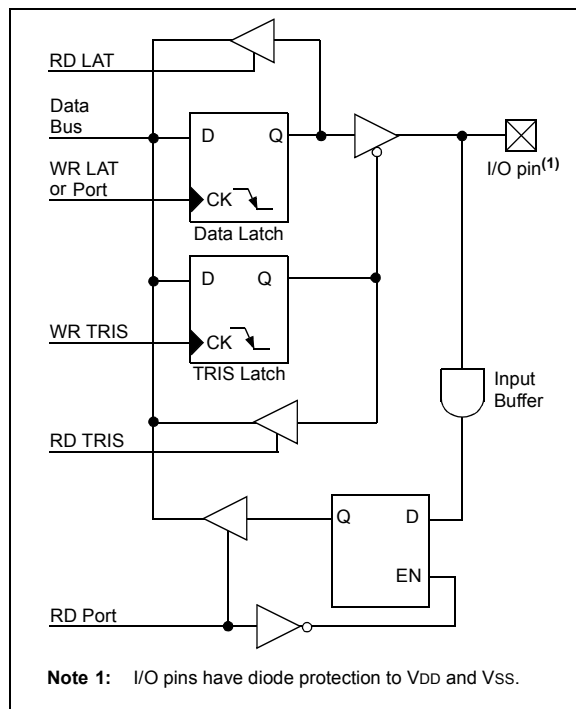 RD LAT
Data
Bus
D Q
I/O pin(1)
WR LAT
or Port
CK
Data Latch
D Q
WR TRIS
CK
TRIS Latch
Input
Buffer
RD TRIS
Q D
EN
RD Port
Note 1: I/O pins have diode protection to VDD and VSS.